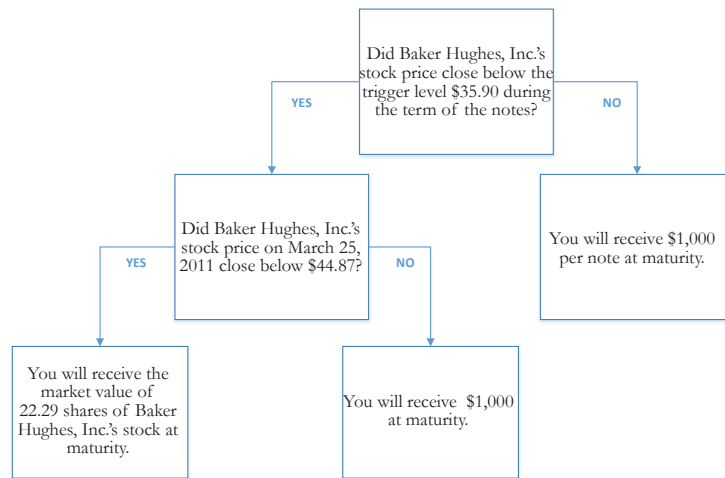 Did Baker Hughes, Inc.'s
stock price close below the
trigger level $35.90 during
the term of the notes?
YES
NO
Did Baker Hughes, Inc.'s
stock price on March 25,
2011 close below $44.87?
You will receive $1,000
per note at maturity.
YES
NO
You will receive the
market value of
22.29 shares of Baker
Hughes, Inc.'s stock at
maturity.
You will receive $1,000
at maturity.